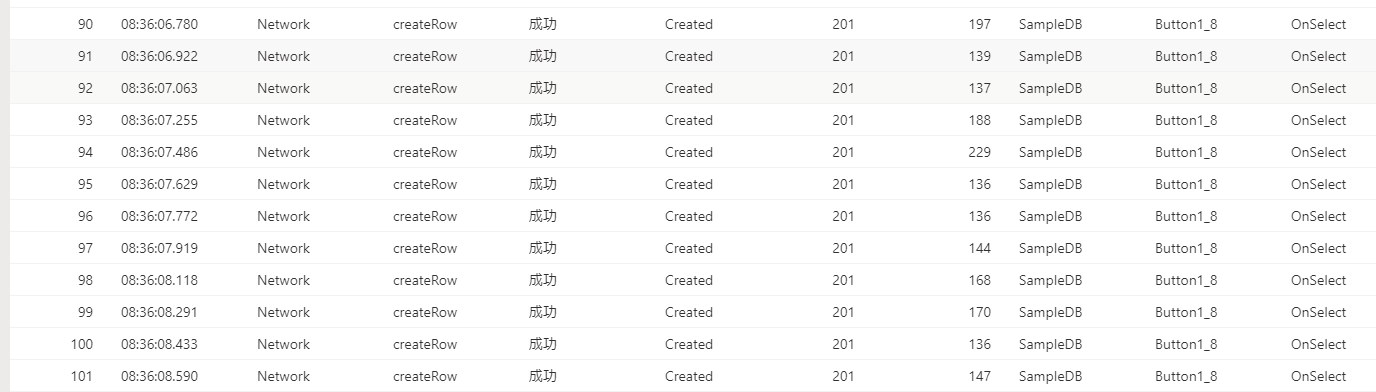 90 08:36:06.780 Network createRow 成功 Created 201 197 SampleDB Button1_8 OnSelect
91 08:36:06.922 Network createRow 成功 Created 201 139 SampleDB Button1_8 OnSelect
92 08:36:07.063 Network createRow 成功 Created 201 137 SampleDB Button1_8 OnSelect
93 08:36:07.255 Network createRow 成功 Created 201 188 SampleDB Button1_8 OnSelect
94 08:36:07.486 Network createRow 成功 Created 201 229 SampleDB Button1_8 OnSelect
95 08:36:07.629 Network createRow 成功 Created 201 136 SampleDB Button1_8 OnSelect
96 08:36:07.772 Network createRow 成功 Created 201 136 SampleDB Button1_8 OnSelect
97 08:36:07.919 Network createRow 成功 Created 201 144 SampleDB Button1_8 OnSelect
98 08:36:08.118 Network createRow 成功 Created 201 168 SampleDB Button1_8 OnSelect
99 08:36:08.291 Network createRow 成功 Created 201 170 SampleDB Button1_8 OnSelect
100 08:36:08.433 Network createRow 成功 Created 201 136 SampleDB Button1_8 OnSelect
101 08:36:08.590 Network createRow 成功 Created 201 147 SampleDB Button1_8 OnSelect